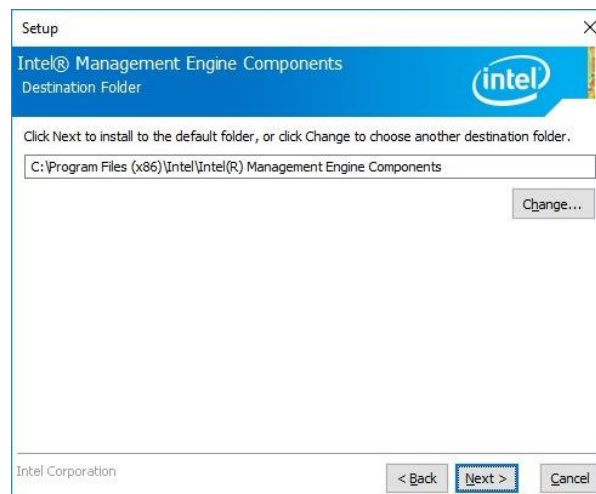 Setup
Intel® Management Engine Components
Destination Folder
intel
Click Next to install to the default folder, or click Change to choose another destination folder.
C:\Program Files (x86)\Intel\Intel(R) Management Engine Components
Change...
Intel Corporation
< Back Next > Cancel